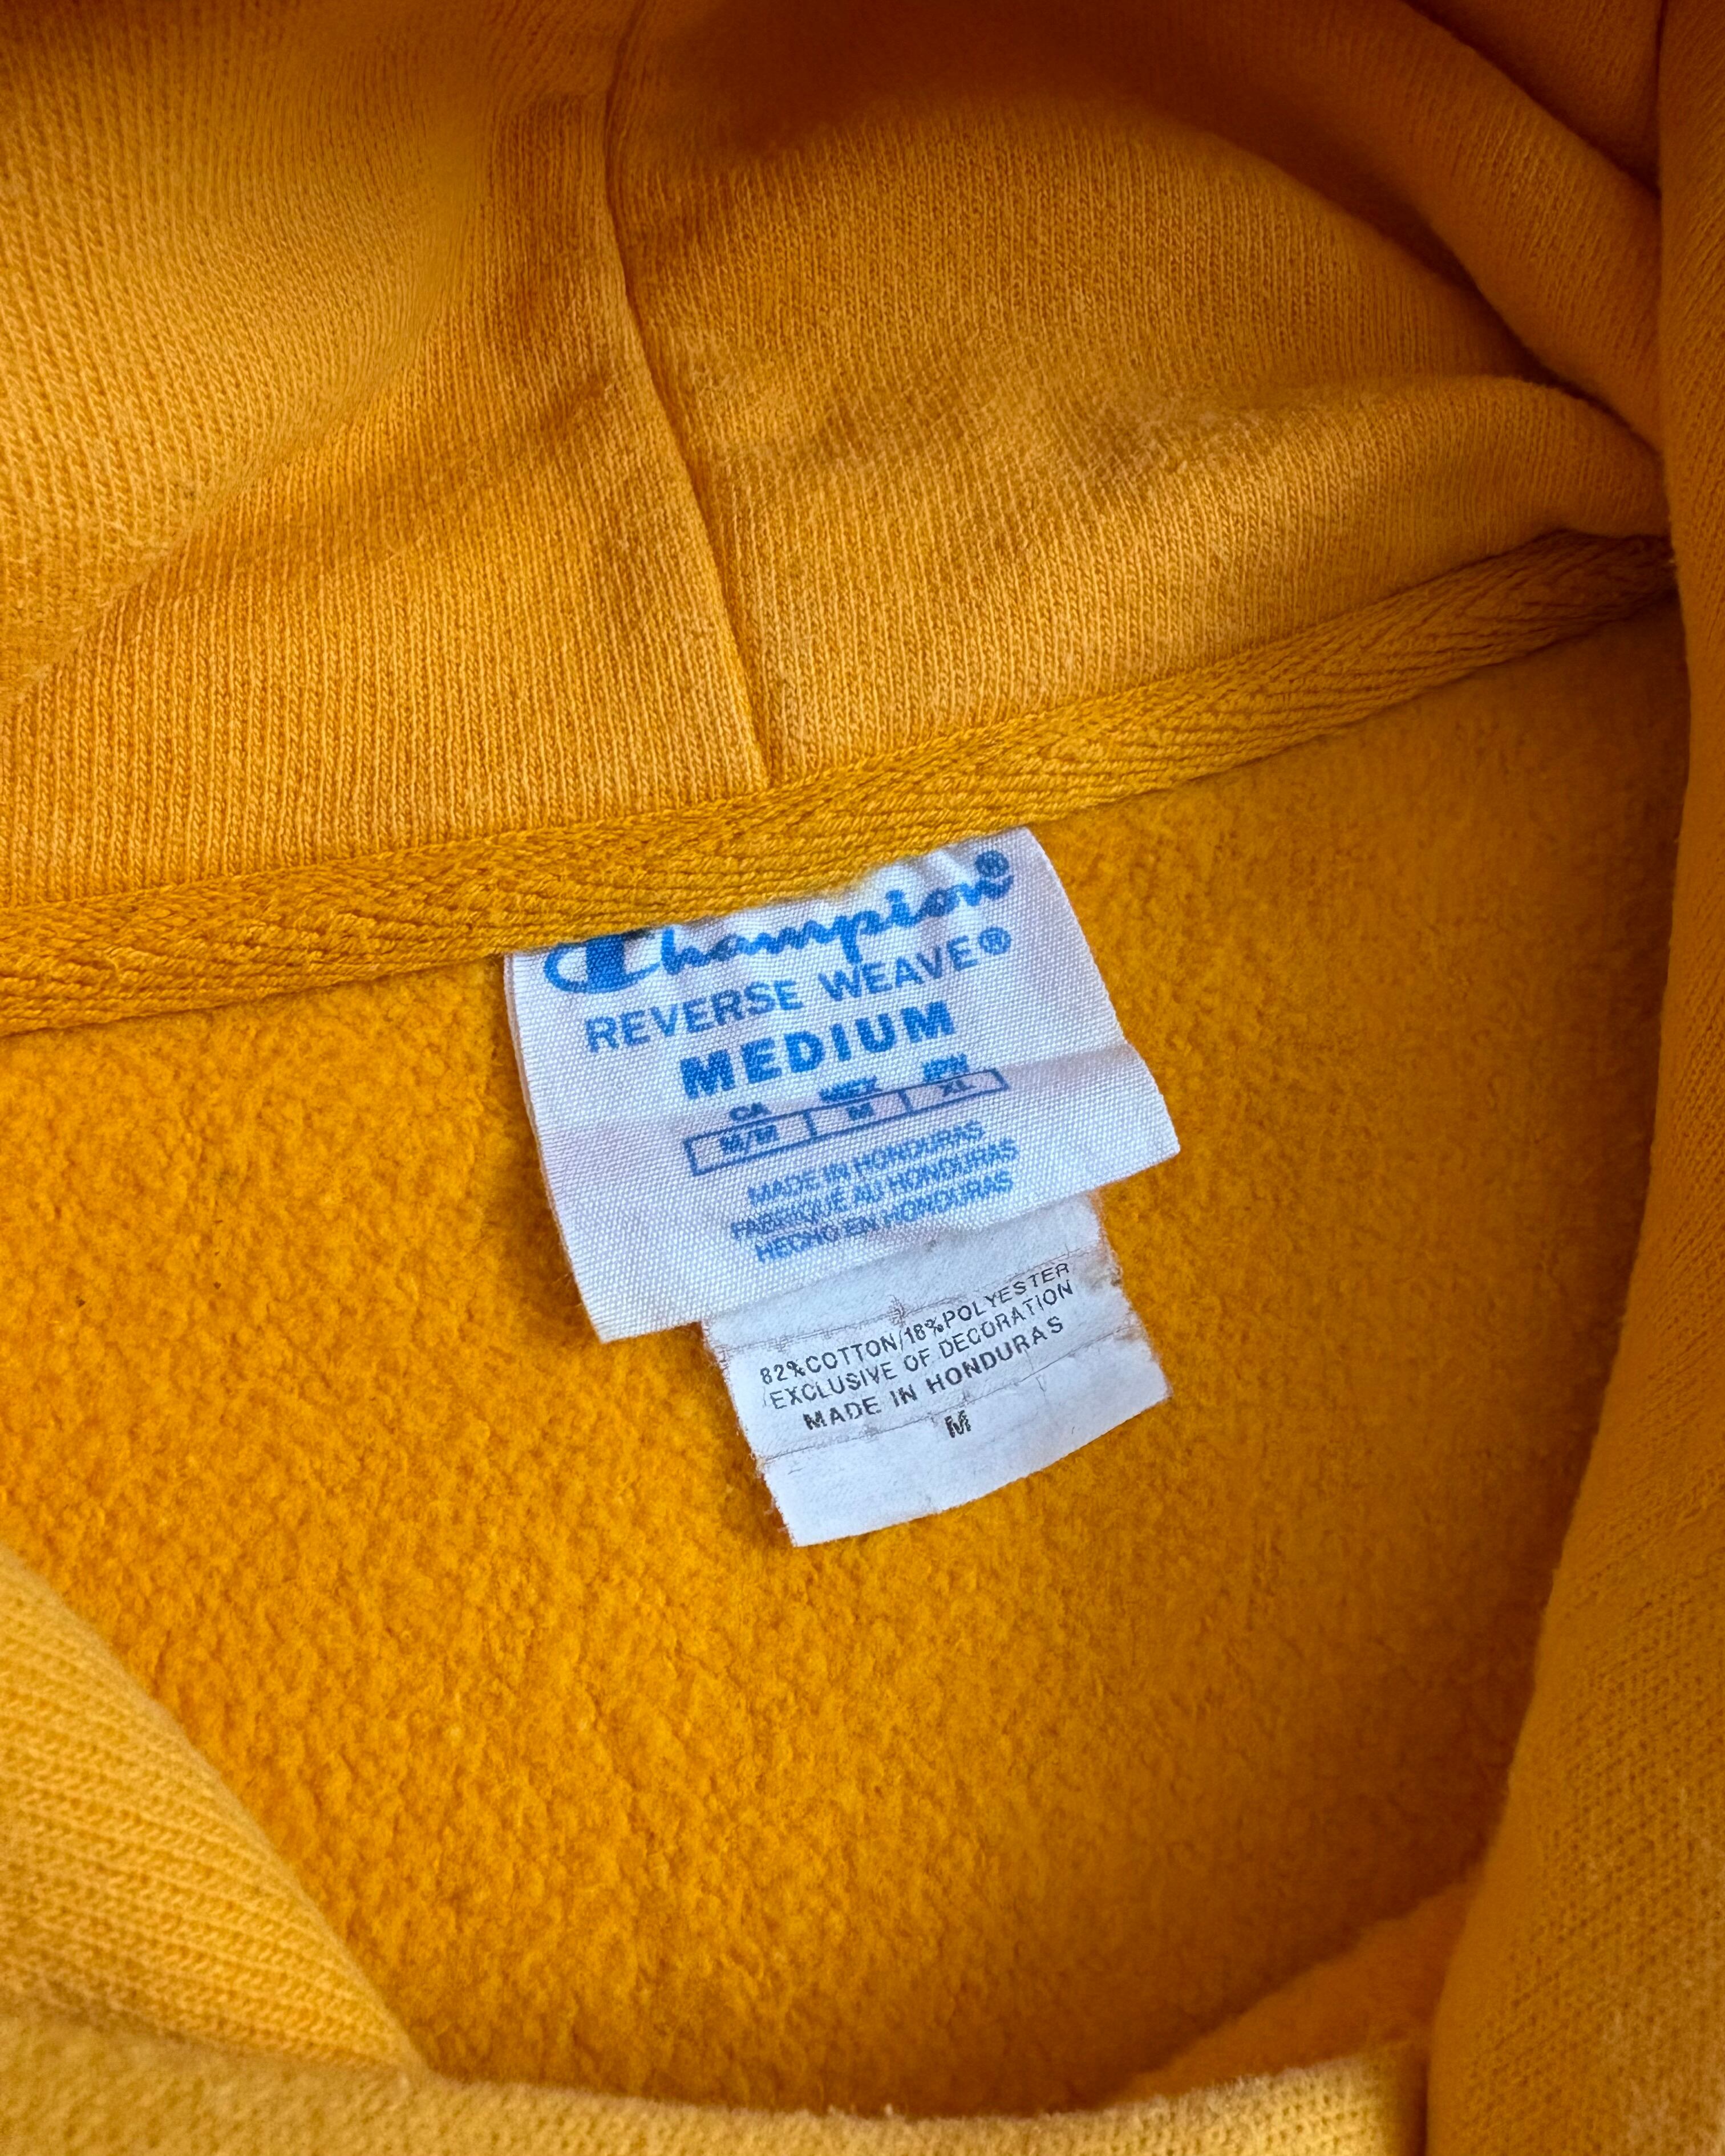 Champion®
REVERSE WEAVE®
MEDIUM
CA MEX JPN
M/M M XL
MADE IN HONDURAS
FABRIQUE AU HONDURAS
HECHO EN HONDURAS
82%COTTON/18%POLYESTER
EXCLUSIVE OF DECORATION
MADE IN HONDURAS
M